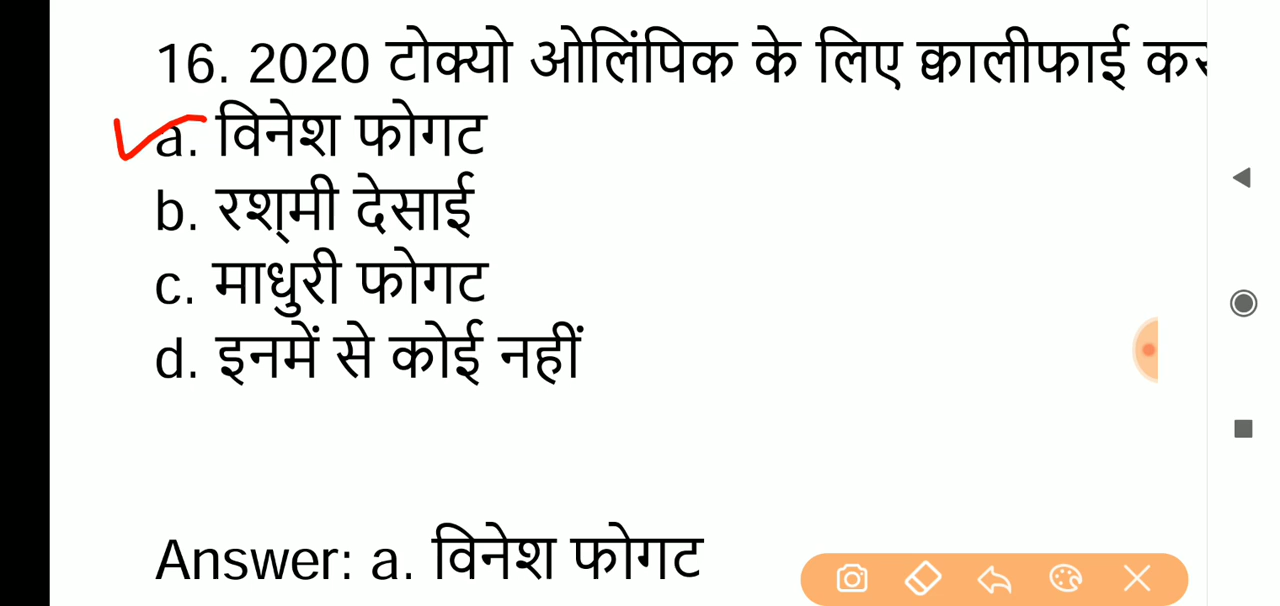 16. 2020 टोक्यो ओलिंपिक के लिए क्वालीफाई
a. विनेश फोगट
b. रश्मी देसाई
c. माधुरी फोगट
d. इनमें से कोई नहीं
Answer: a. विनेश फोगट